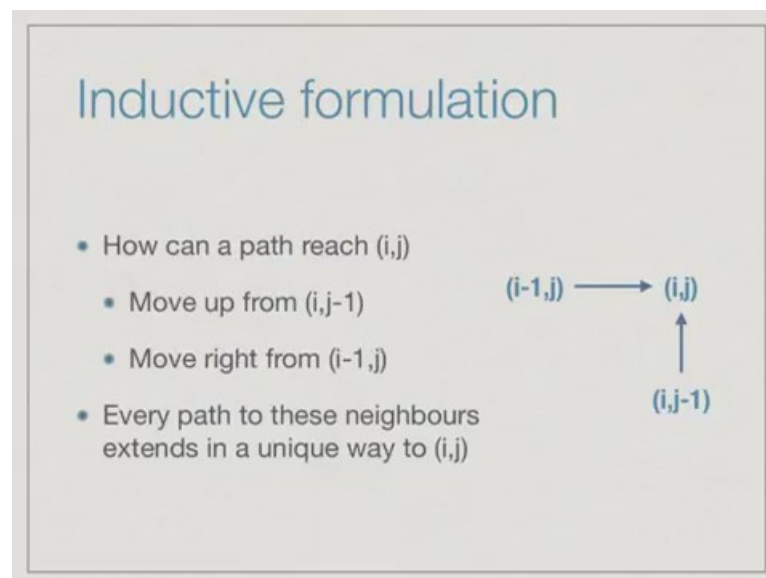 Inductive formulation
• How can a path reach (i,j)
• Move up from (i,j-1)
• Move right from (i-1,j)
• Every path to these neighbours
extends in a unique way to (i,j)
(i-1,j)
(i,j)
(i,j-1)